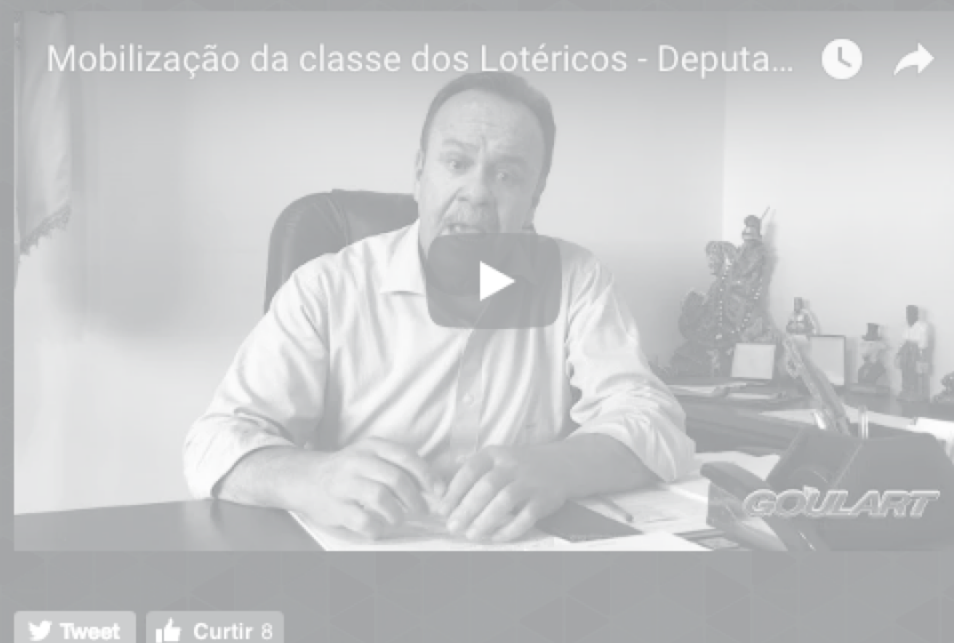 Mobilização da classe dos Lotéricos - Deputa...
GOULART
Tweet
Curtir 8